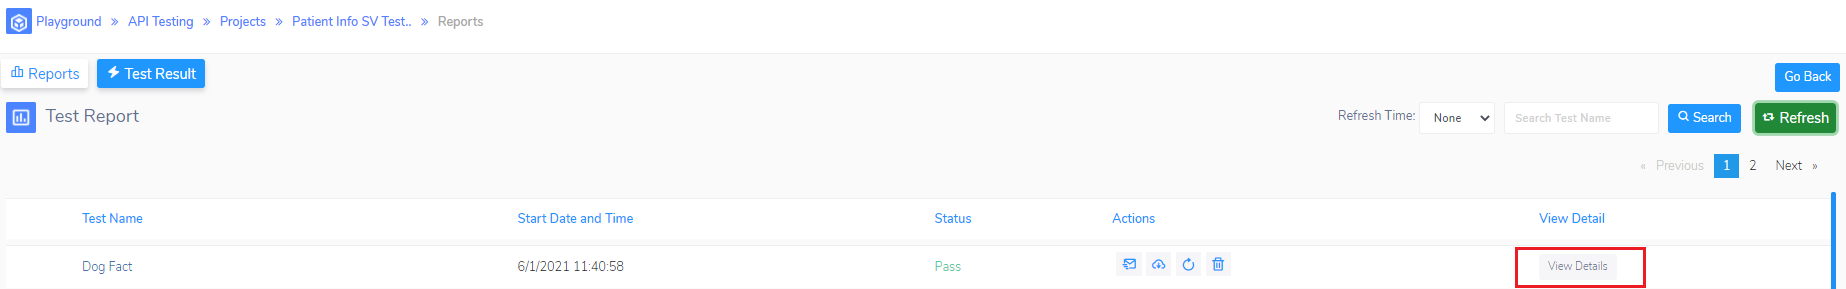 Playground » API Testing » Projects » Patient Info SV Test.. » Reports
Reports Test Result Go Back
Test Report Refresh Time: None Search Test Name Search Refresh
« Previous 1 2 Next »
Test Name Start Date and Time Status Actions View Detail
Dog Fact 6/1/2021 11:40:58 Pass View Details